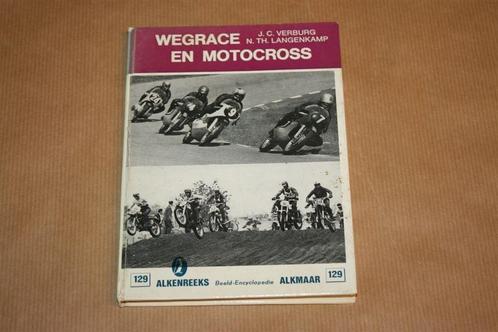 WEGRACE
EN MOTOCROSS
J. C. VERBURG
N. TH. LANGENKAMP
129
ALKENREEKS Beeld-Encyclopedie ALKMAAR
129